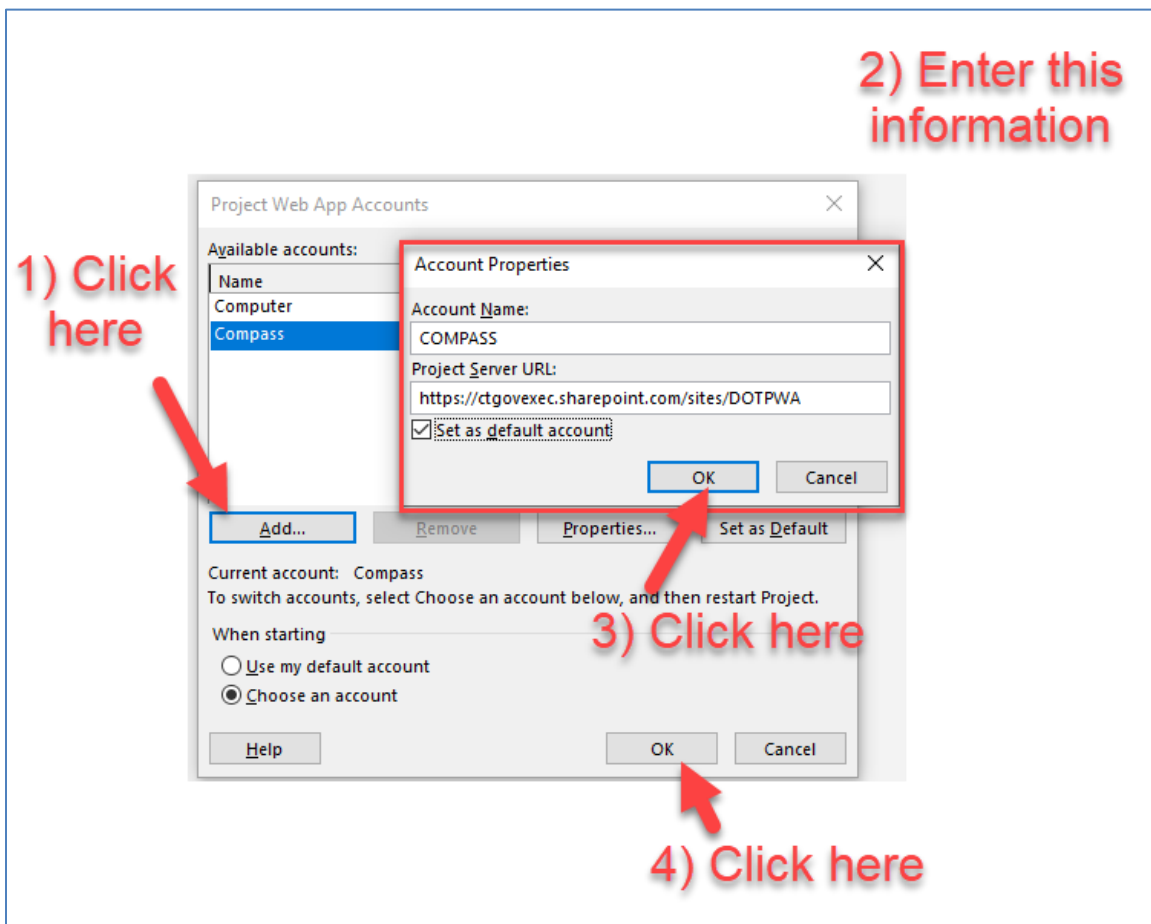 2) Enter this
information
Project Web App Accounts
Available accounts:
Name
Computer
Compass
1) Click
here
Account Properties
Account Name:
COMPASS
Project Server URL:
https://ctgovexec.sharepoint.com/sites/DOTPWA
Set as default account
OK Cancel
Add... Remove Properties... Set as Default
Current account: Compass
To switch accounts, select Choose an account below, and then restart Project.
3) Click here
When starting
Use my default account
Choose an account
Help OK Cancel
4) Click here